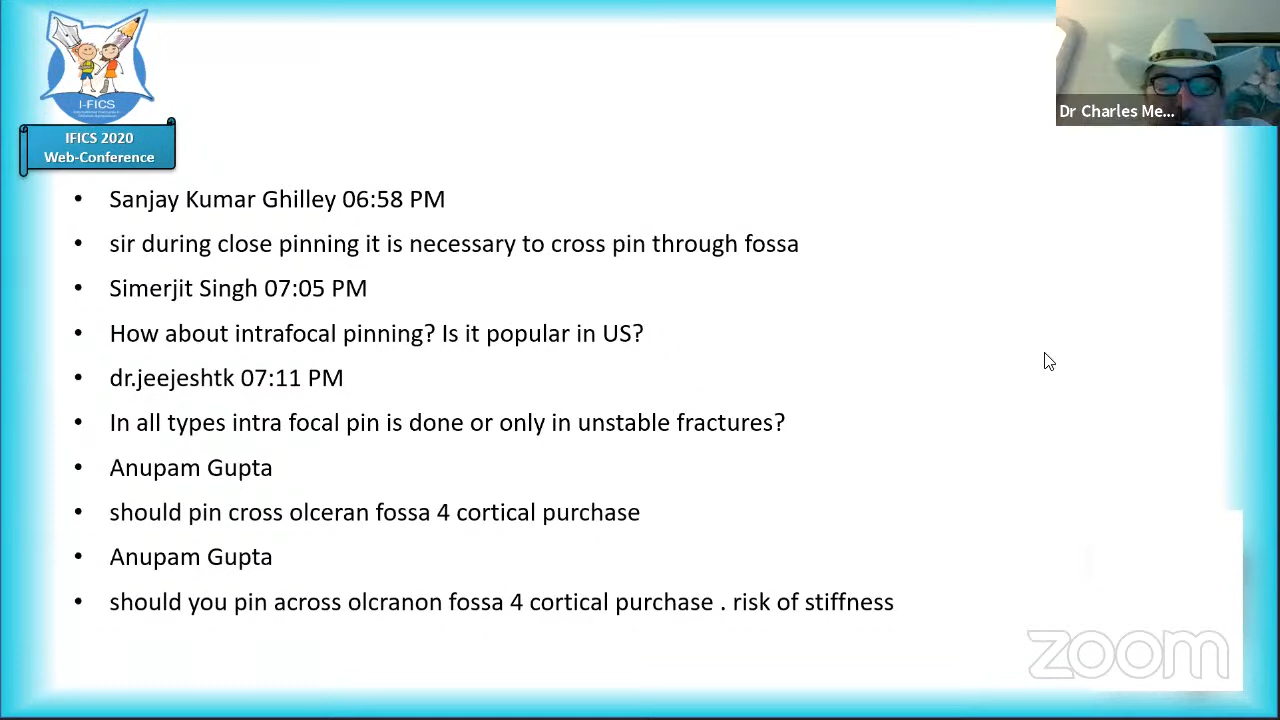 I-FICS
IFICS 2020
Web-Conference
Dr Charles Me...
• Sanjay Kumar Ghilley 06:58 PM
• sir during close pinning it is necessary to cross pin through fossa
• Simerjit Singh 07:05 PM
• How about intrafocal pinning? Is it popular in US?
• dr.jeejeshtk 07:11 PM
• In all types intra focal pin is done or only in unstable fractures?
• Anupam Gupta
• should pin cross olceran fossa 4 cortical purchase
• Anupam Gupta
• should you pin across olcranon fossa 4 cortical purchase . risk of stiffness
zoom